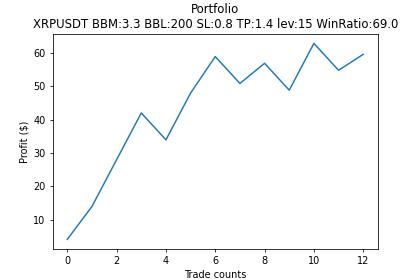 Portfolio
XRPUSDT BBM:3.3 BBL:200 SL:0.8 TP:1.4 lev:15 WinRatio:69.0
60
50
40
30
20
10
Profit ($)
0 2 4 6 8 10 12
Trade counts